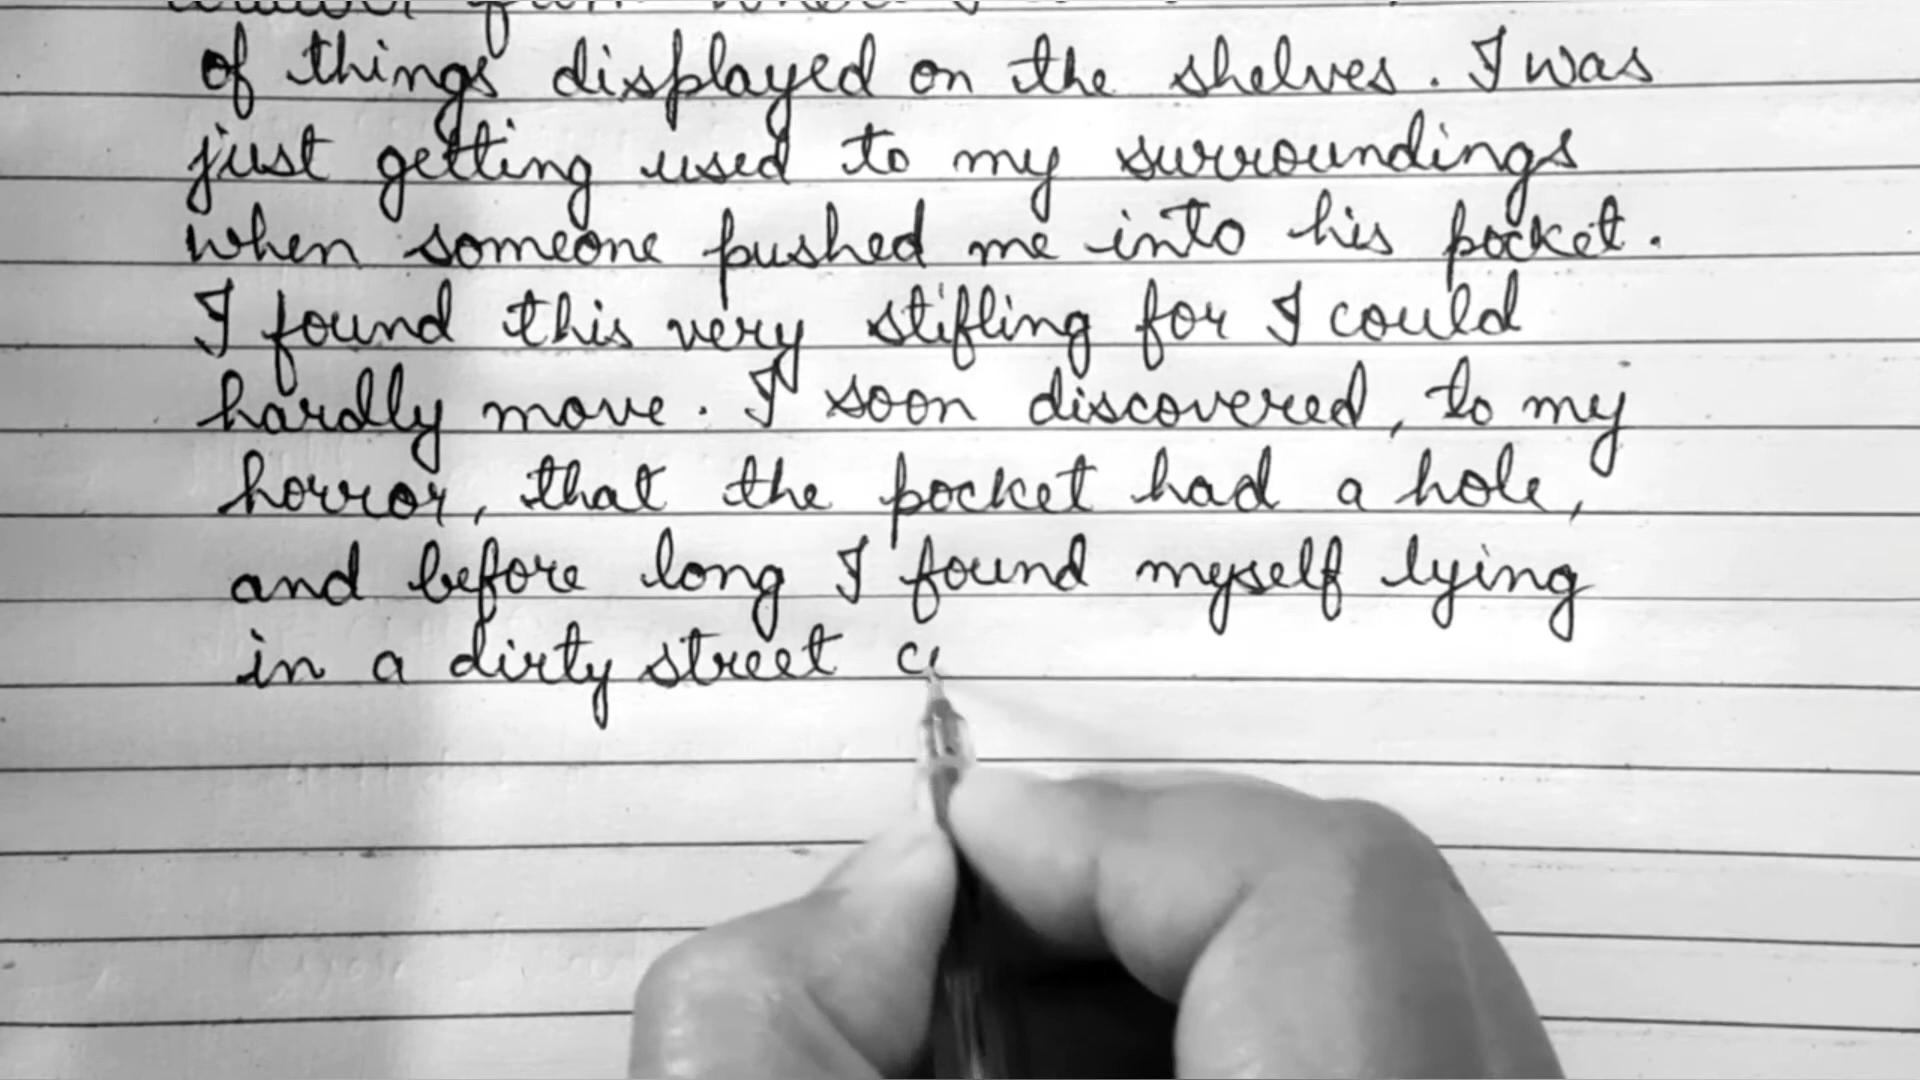 of things displayed on the shelves. I was
just getting used to my surroundings
when someone pushed me into his pocket.
I found this very stifling for I could
hardly move. I soon discovered, to my
horror, that the pocket had a hole,
and before long I found myself lying
in a dirty street